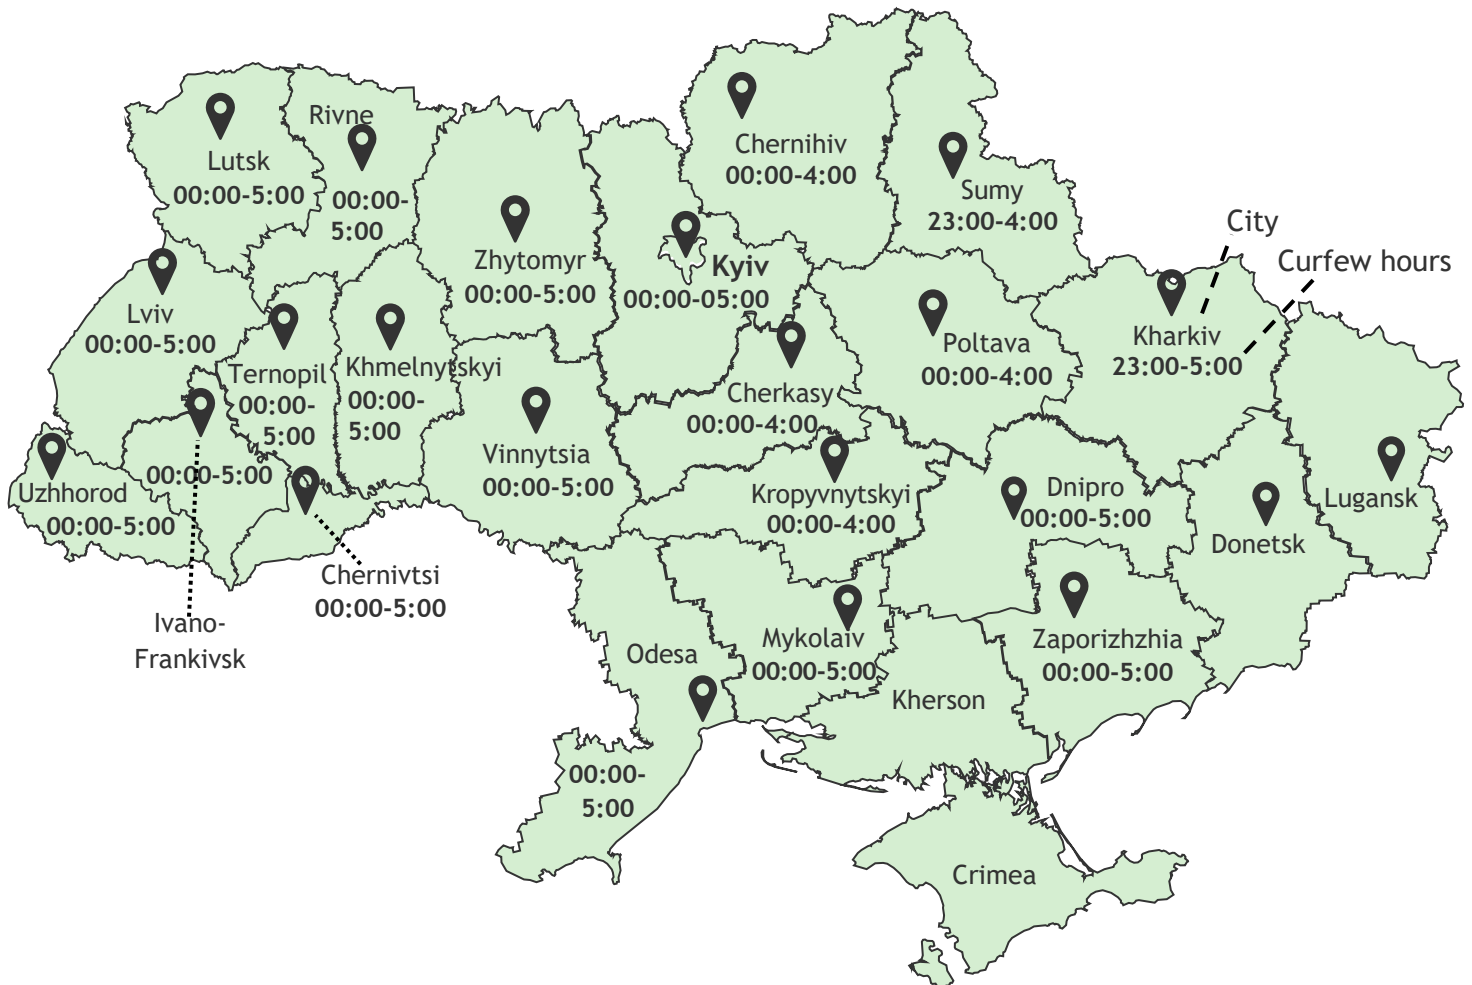 Rivne
Chernihiv
00:00-4:00
Lutsk
00:00-5:00
00:00-
5:00
Sumy
23:00-4:00
City
Curfew hours
Zhytomyr
00:00-5:00
Kyiv
00:00-05:00
Lviv
00:00-5:00
Kharkiv
23:00-5:00
Poltava
00:00-4:00
Ternopil
00:00-
5:00
Khmelnytskyi
00:00-
5:00
Cherkasy
00:00-4:00
Vinnytsia
00:00-5:00
00:00-5:00
Uzhhorod
00:00-5:00
Kropyvnytskyi
00:00-4:00
Dnipro
00:00-5:00
Lugansk
Donetsk
Chernivtsi
00:00-5:00
Ivano-
Frankivsk
Odesa
Mykolaiv
00:00-5:00
Zaporizhzhia
00:00-5:00
Kherson
00:00-
5:00
Crimea